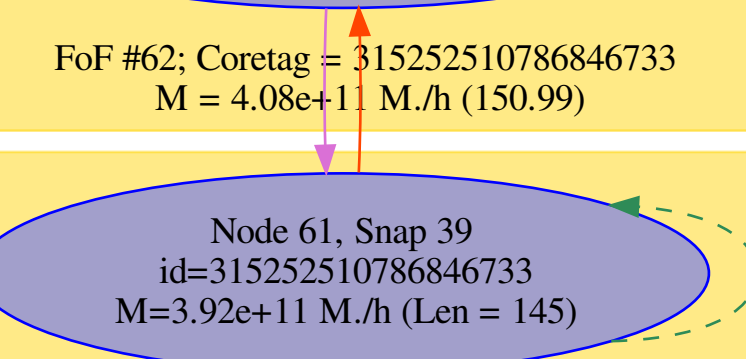 FoF #62; Coretag = 315252510786846733
M = 4.08e+11 M./h (150.99)
Node 61, Snap 39
id=315252510786846733
M=3.92e+11 M./h (Len = 145)